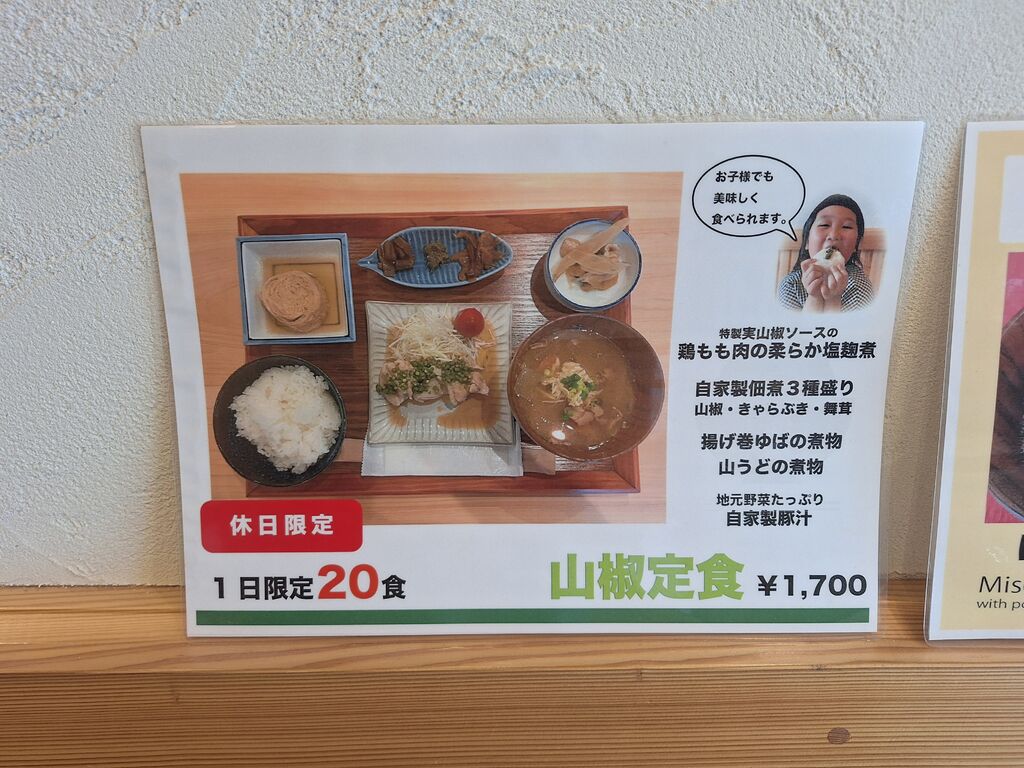 お子様でも
美味しく
食べられます。
特製実山椒ソースの
鶏もも肉の柔らか塩麹煮
自家製佃煮3種盛り
山椒・きゃらぶき・舞茸
揚げ巻ゆばの煮物
山うどの煮物
地元野菜たっぷり
自家製豚汁
休日限定
1日限定20食
山椒定食 ¥1,700
with